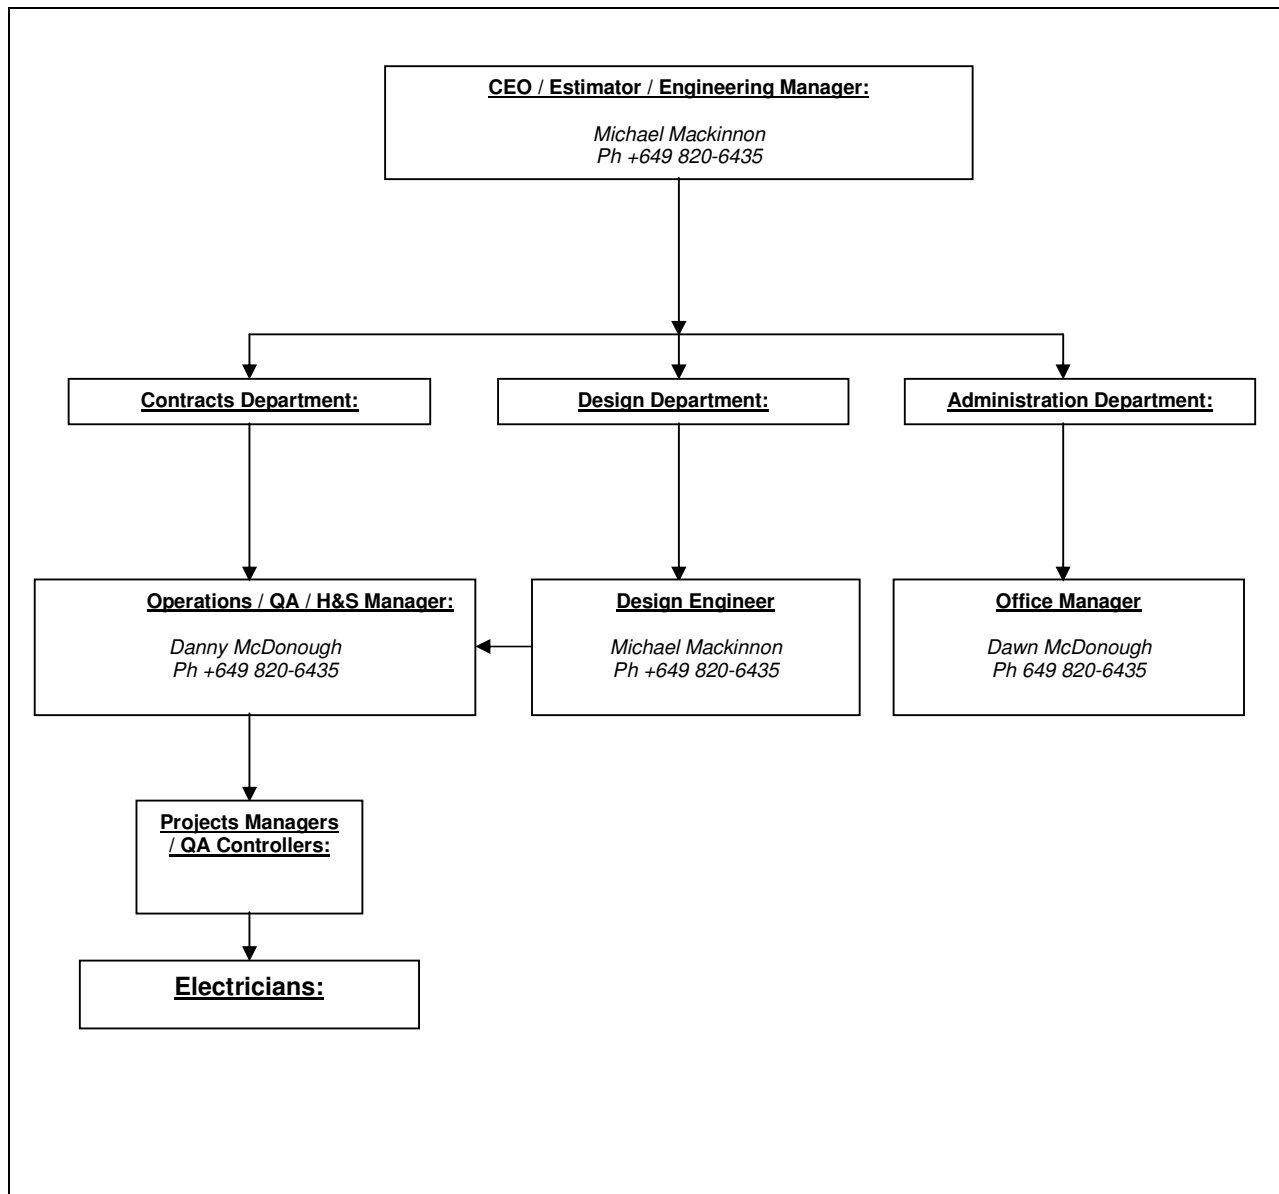 CEO / Estimator / Engineering Manager:
Michael Mackinnon
Ph +649 820-6435
Contracts Department:
Design Department:
Administration Department:
Operations / QA / H&S Manager:
Danny McDonough
Ph +649 820-6435
Design Engineer
Michael Mackinnon
Ph +649 820-6435
Office Manager
Dawn McDonough
Ph 649 820-6435
Projects Managers
/ QA Controllers:
Electricians: